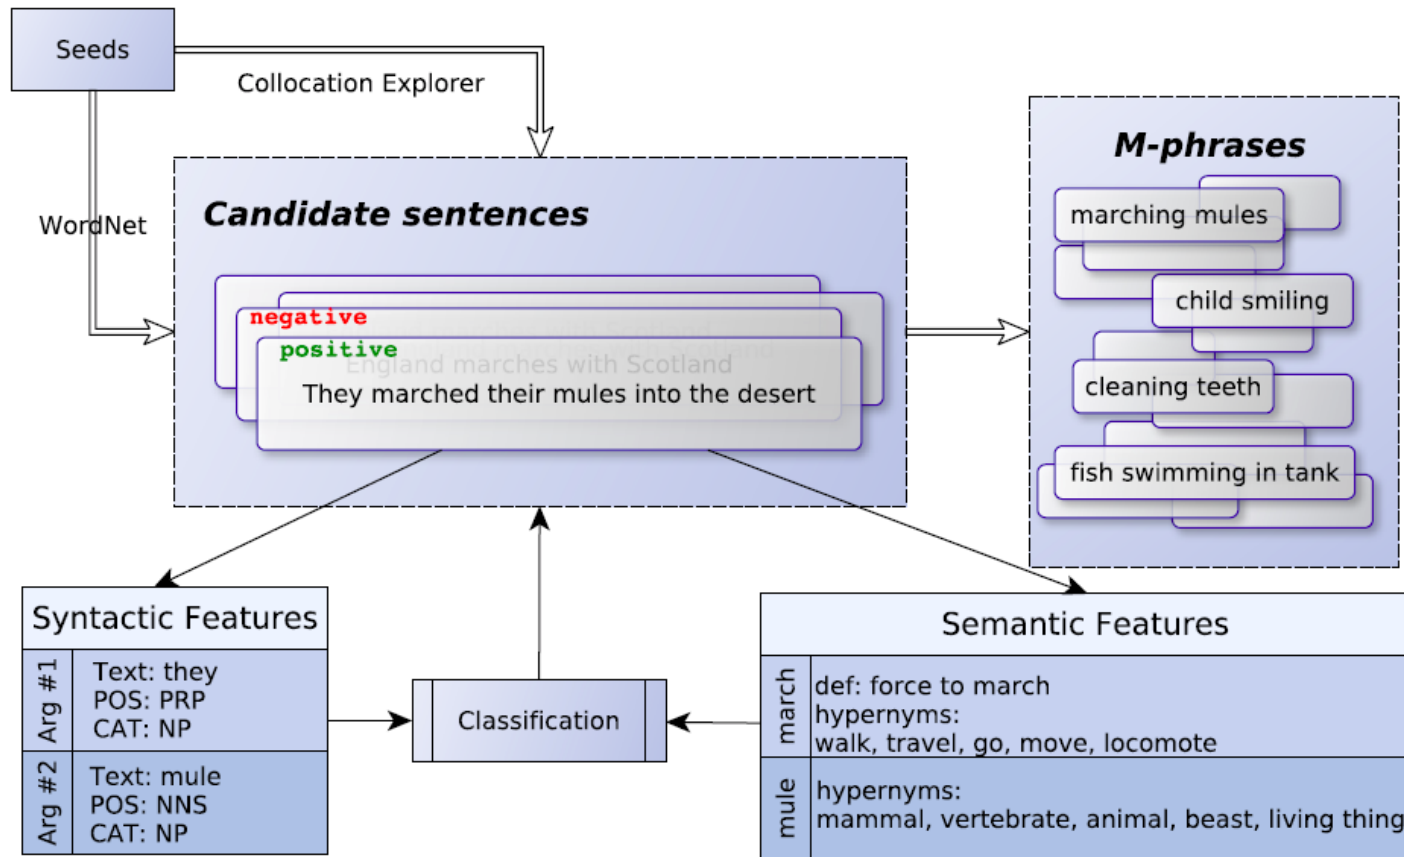 Seeds
Collocation Explorer
WordNet
Candidate sentences
negative
positive
England marches with Scotland
They marched their mules into the desert
M-phrases
marching mules
child smiling
cleaning teeth
fish swimming in tank
Syntactic Features
Arg #1
Text: they
POS: PRP
CAT: NP
Arg #2
Text: mule
POS: NNS
CAT: NP
Classification
Semantic Features
march
def: force to march
hypernyms:
walk, travel, go, move, locomote
mule
hypernyms:
mammal, vertebrate, animal, beast, living thing